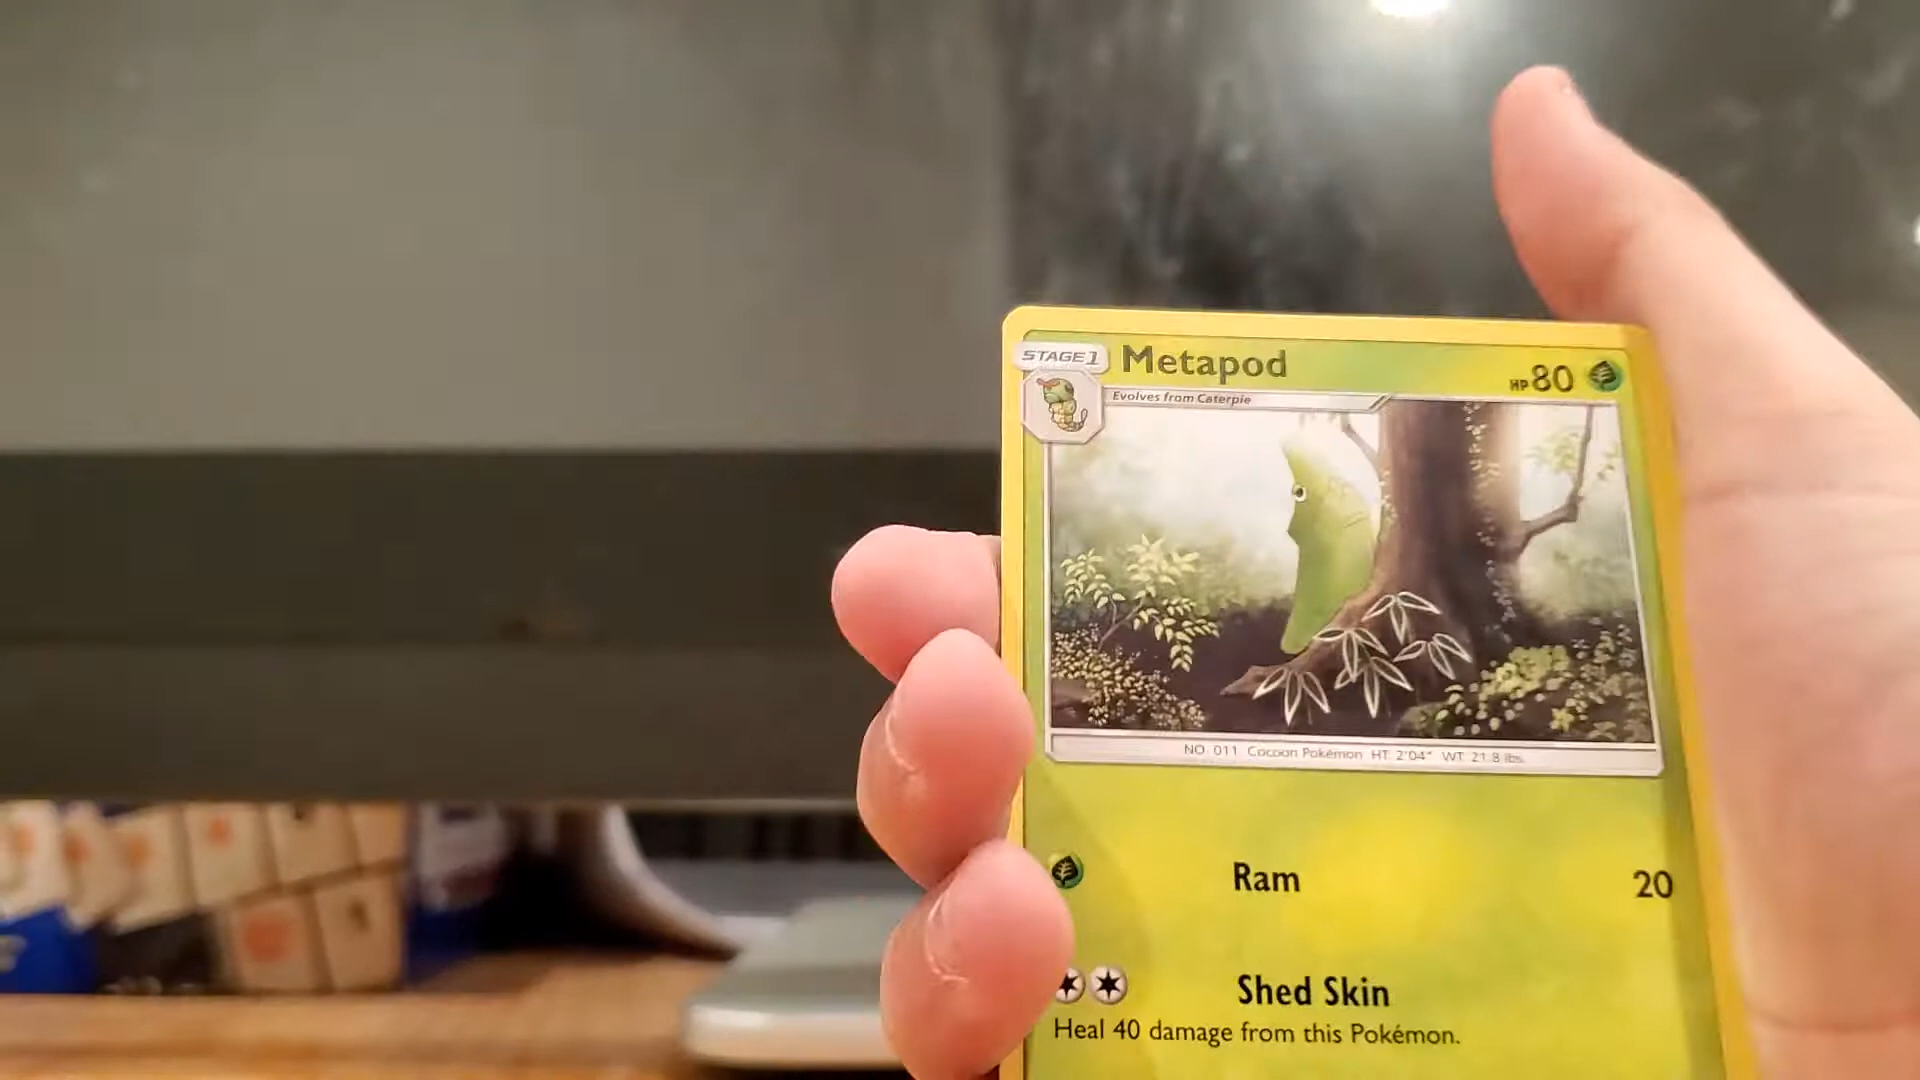 STAGE 1
Metapod
HP 80
Evolves from Caterpie
NO. 011 Cocoon Pokémon HT 2'04" WT 21.8 lbs.
Ram 20
Shed Skin
Heal 40 damage from this Pokémon.